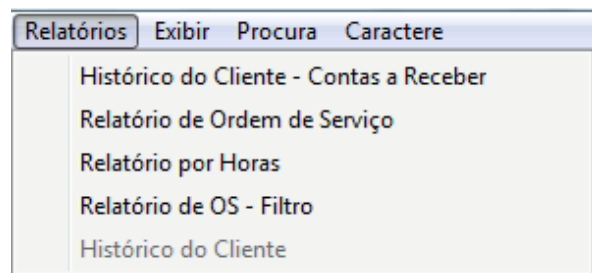 Relatórios Exibir Procura Caractere
Histórico do Cliente - Contas a Receber
Relatório de Ordem de Serviço
Relatório por Horas
Relatório de OS - Filtro
Histórico do Cliente